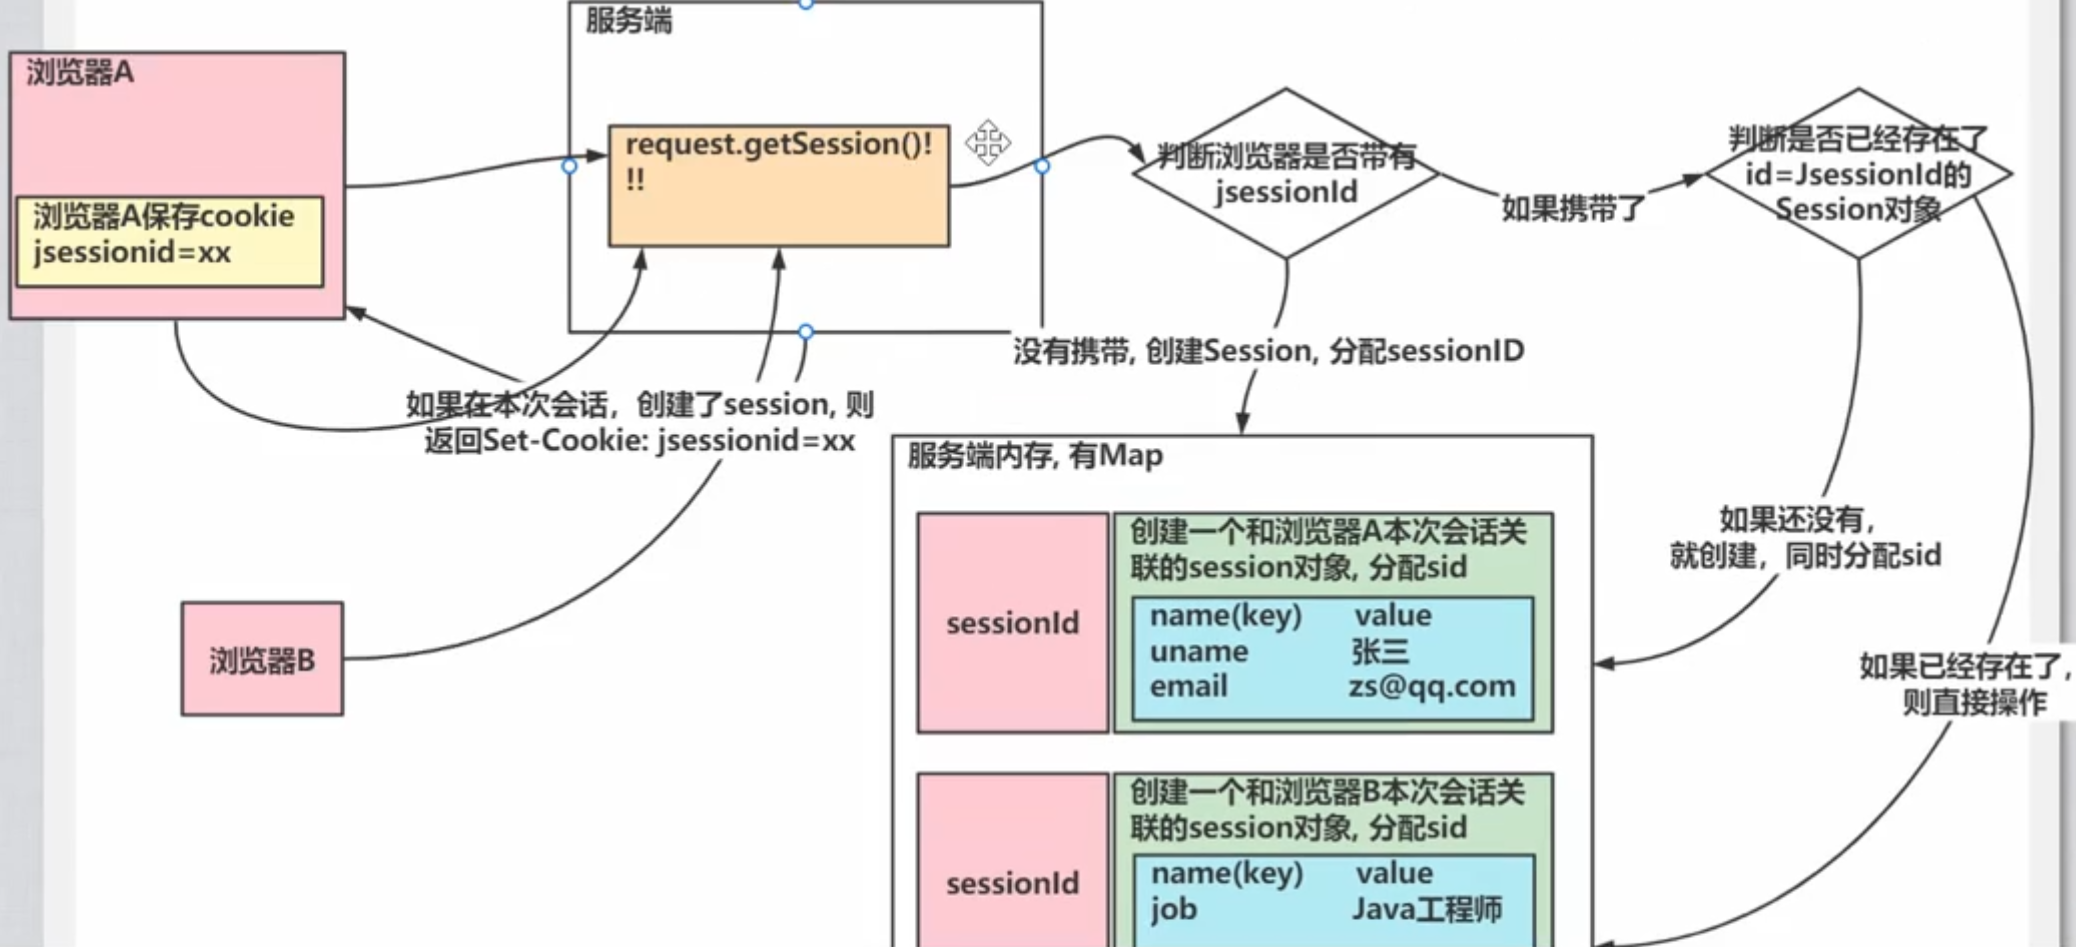 服务端
浏览器A
浏览器A保存cookie
jsessionid=xx
request.getSession()!
!!
判断浏览器是否带有
jsessionId
如果携带了
判断是否已经存在了
id=JsessionId的
Session对象
没有携带, 创建Session, 分配sessionID
如果在本次会话，创建了session, 则
返回Set-Cookie: jsessionid=xx
浏览器B
服务端内存, 有Map
sessionId
创建一个和浏览器A本次会话关
联的session对象, 分配sid
name(key) value
uname 张三
email zs@qq.com
如果还没有，
就创建，同时分配sid
如果已经存在了，
则直接操作
sessionId
创建一个和浏览器B本次会话关
联的session对象, 分配sid
name(key) value
job Java工程师